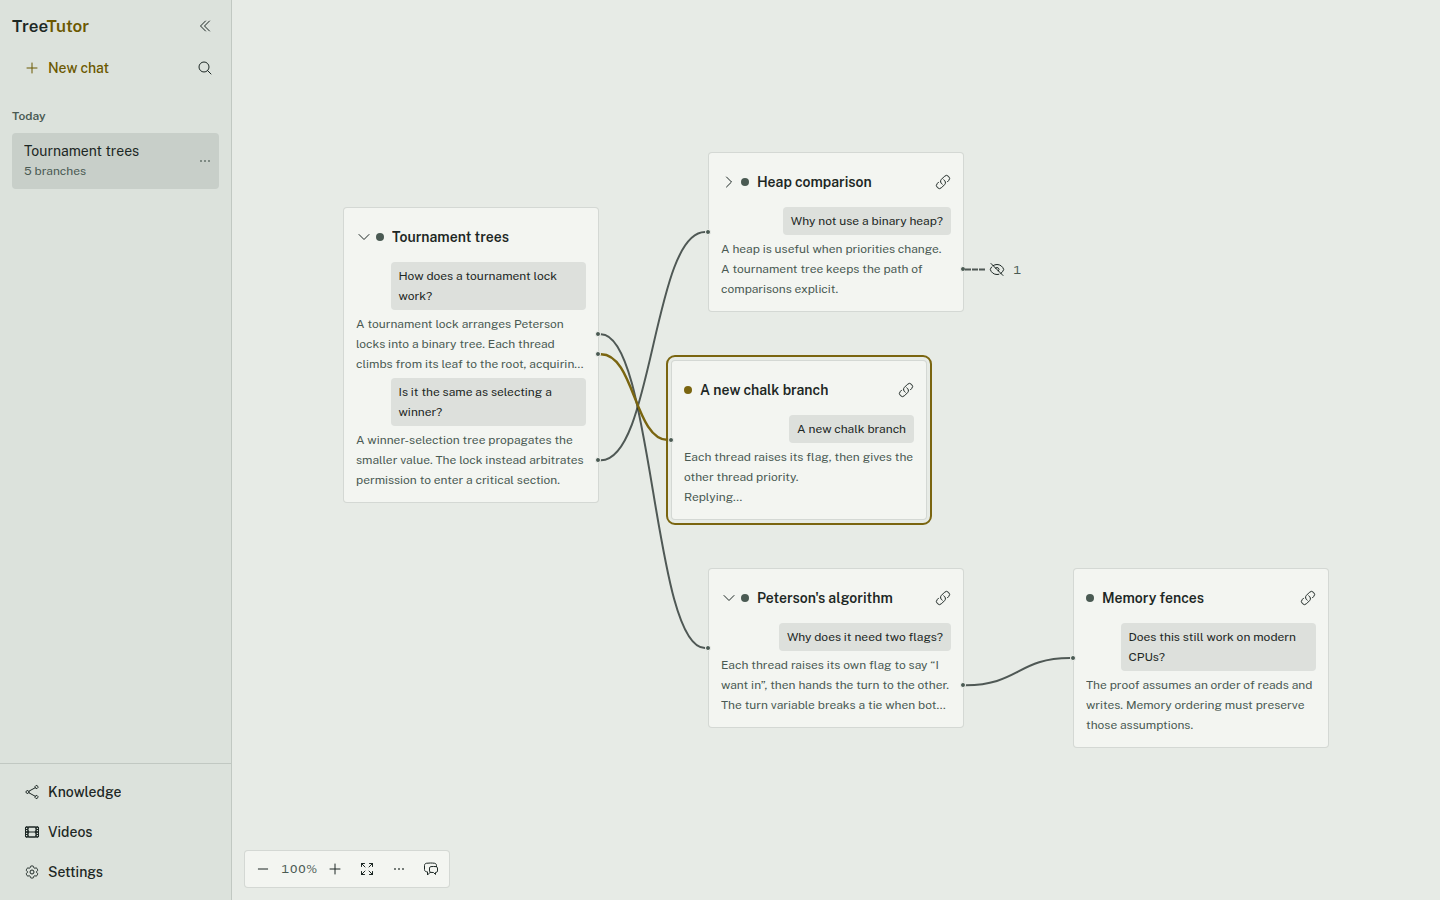 TreeTutor
New chat
Today
Tournament trees
5 branches
Knowledge
Videos
Settings
Tournament trees
How does a tournament lock
work?
A tournament lock arranges Peterson
locks into a binary tree. Each thread
climbs from its leaf to the root, acquirin...
Is it the same as selecting a
winner?
A winner-selection tree propagates the
smaller value. The lock instead arbitrates
permission to enter a critical section.
Heap comparison
Why not use a binary heap?
A heap is useful when priorities change.
A tournament tree keeps the path of
comparisons explicit.
1
A new chalk branch
A new chalk branch
Each thread raises its flag, then gives the
other thread priority.
Replying...
Peterson's algorithm
Why does it need two flags?
Each thread raises its own flag to say “I
want in”, then hands the turn to the other.
The turn variable breaks a tie when bot...
Memory fences
Does this still work on modern
CPUs?
The proof assumes an order of reads and
writes. Memory ordering must preserve
those assumptions.
100%